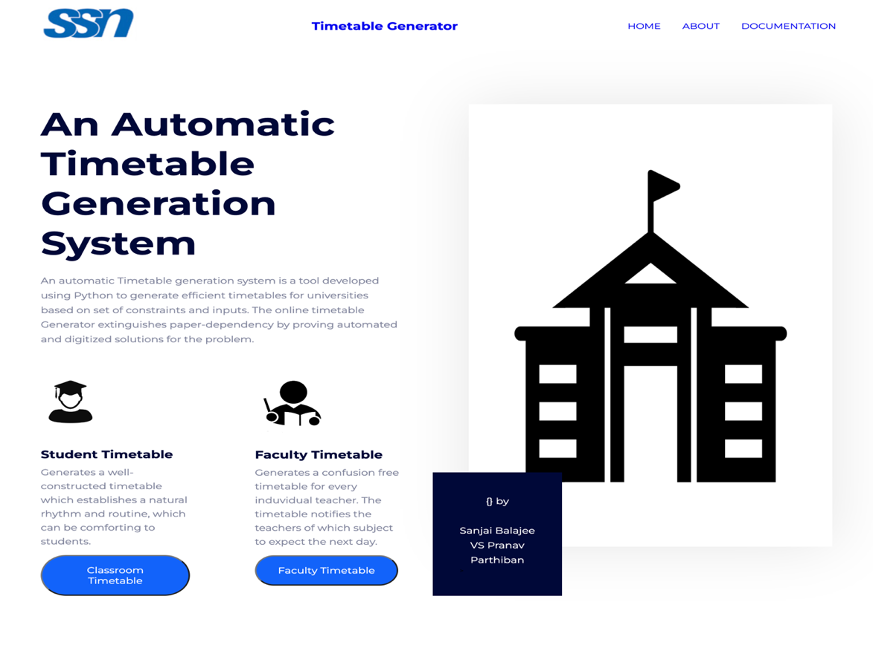 SSN
Timetable Generator
HOME ABOUT DOCUMENTATION
An Automatic
Timetable
Generation
System
An automatic Timetable generation system is a tool developed
using Python to generate efficient timetables for universities
based on set of constraints and inputs. The online timetable
Generator extinguishes paper-dependency by proving automated
and digitized solutions for the problem.
Student Timetable
Generates a well-
constructed timetable
which establishes a natural
rhythm and routine, which
can be comforting to
students.
Classroom
Timetable
Faculty Timetable
Generates a confusion free
timetable for every
induvidual teacher. The
timetable notifies the
teachers of which subject
to expect the next day.
Faculty Timetable
{} by
Sanjai Balajee
VS Pranav
Parthiban